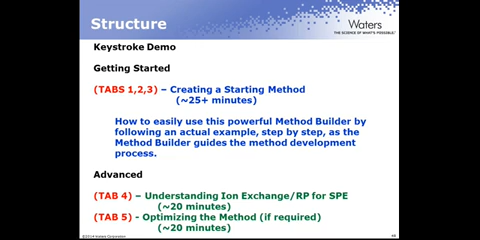 Structure
Waters
THE SCIENCE OF WHAT'S POSSIBLE.
Keystroke Demo
Getting Started
(TABS 1,2,3) – Creating a Starting Method
(~25+ minutes)
How to easily use this powerful Method Builder by
following an actual example, step by step, as the
Method Builder guides the method development
process.
Advanced
(TAB 4) – Understanding Ion Exchange/RP for SPE
(~20 minutes)
(TAB 5) - Optimizing the Method (if required)
(~20 minutes)
©2014 Waters Corporation